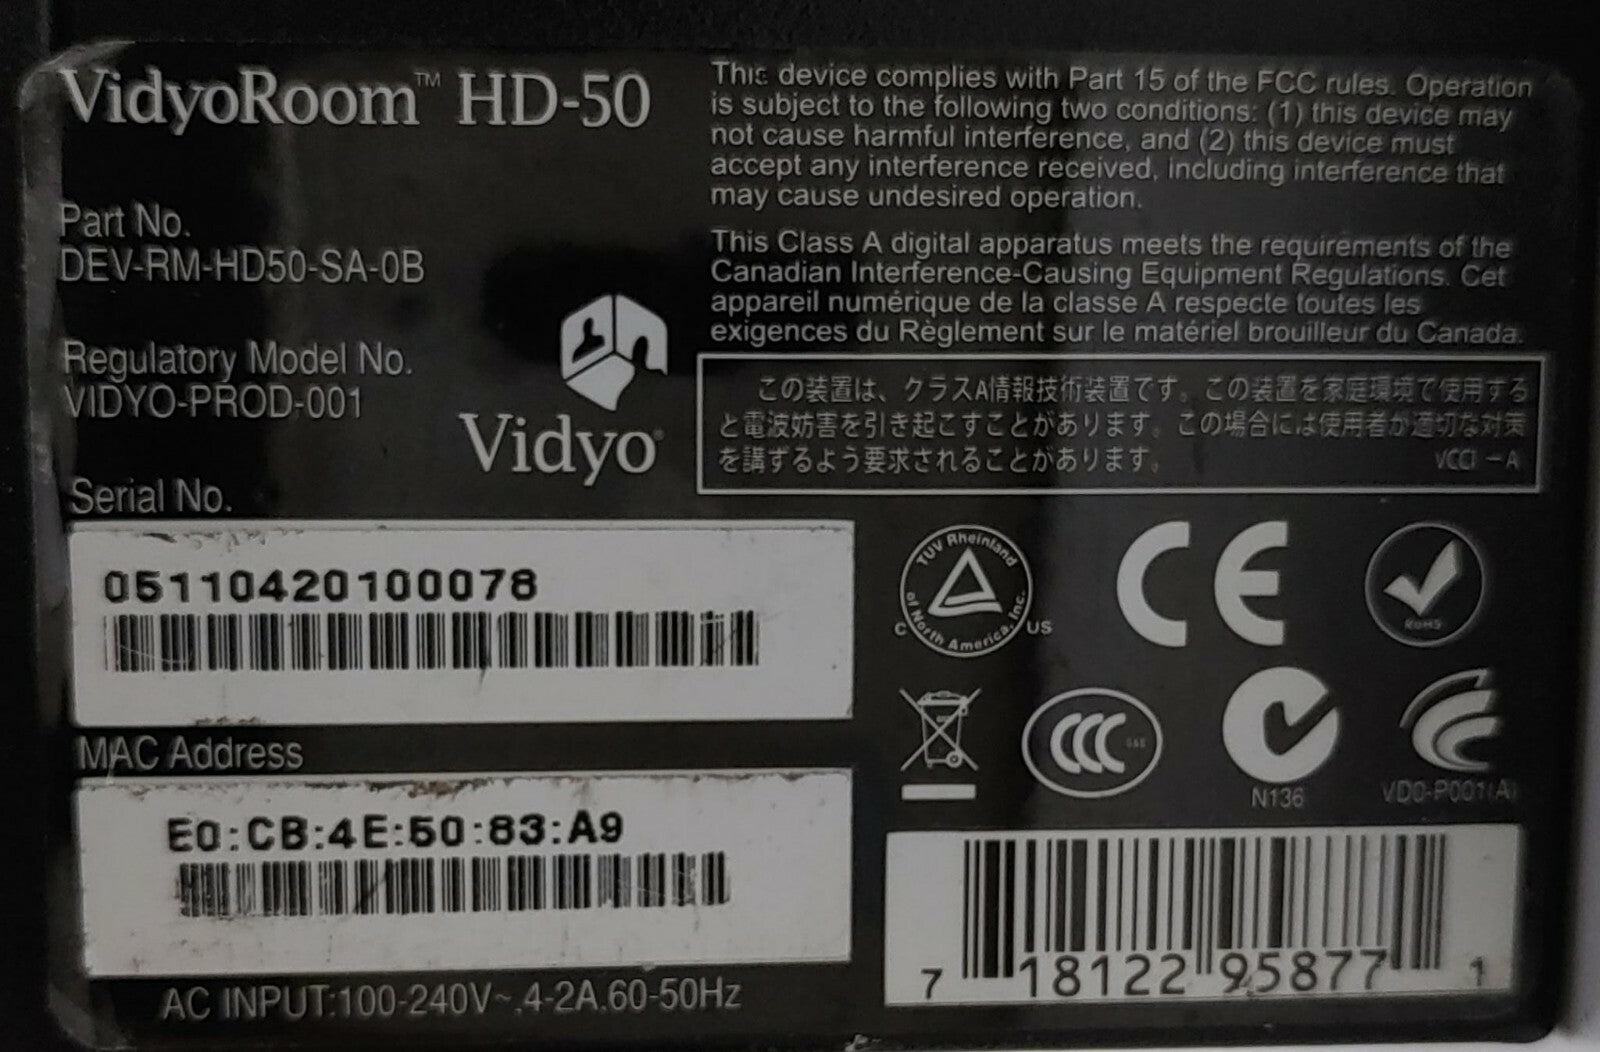 VidyoRoom™ HD-50
Part No.
DEV-RM-HD50-SA-0B
Regulatory Model No.
VIDYO-PROD-001
Vidyo®
Serial No.
05110420100078
MAC Address
E0:CB:4E:50:83:A9
AC INPUT:100-240V~.4-2A.60-50Hz
This device complies with Part 15 of the FCC rules. Operation
is subject to the following two conditions: (1) this device may
not cause harmful interference, and (2) this device must
accept any interference received, including interference that
may cause undesired operation.
This Class A digital apparatus meets the requirements of the
Canadian Interference-Causing Equipment Regulations. Cet
appareil numérique de la classe A respecte toutes les
exigences du Règlement sur le matériel brouilleur du Canada.
この装置は、クラスA情報技術装置です。この装置を家庭環境で使用する
と電波妨害を引き起こすことがあります。この場合には使用者が適切な対策
を講ずるよう要求されることがあります。
VCCI -A
TUV Rheinland
of North America, Inc.
C US
CE
RoHS
CCC
N136
VD0-P001(A)
7 18122 95877 1